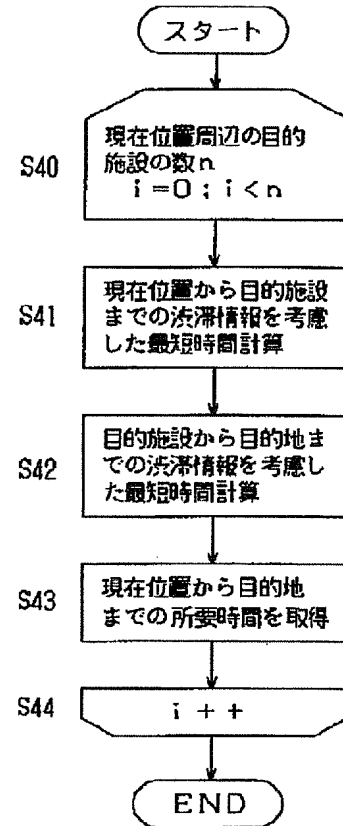 スタート
S40
現在位置周辺の目的
施設の数n
i=0;i<n
S41
現在位置から目的施設
までの渋滞情報を考慮
した最短時間計算
S42
目的施設から目的地ま
での渋滞情報を考慮し
た最短時間計算
S43
現在位置から目的地
までの所要時間を取得
S44
i++
END